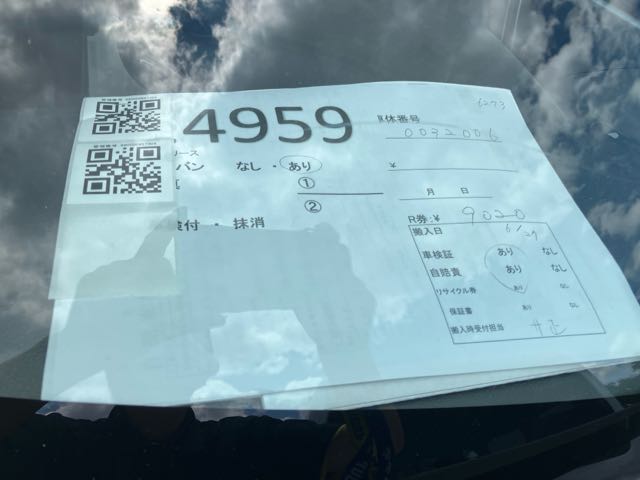 6273
4959
車体番号
0032006
リース
バン なし・あり
¥
①
②
月 日
検付・抹消
R券:¥ 9020
搬入日 6/29
車検証 あり なし
自賠責 あり なし
リサイクル券 あり なし
保証書 あり なし
搬入時受付担当